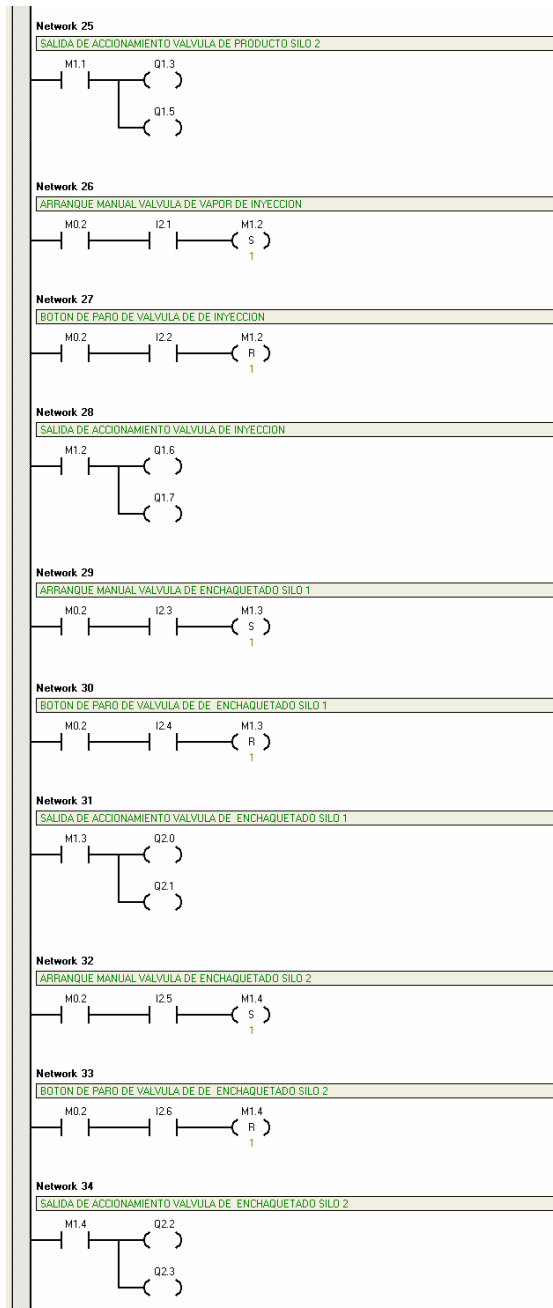 Network 25
SALIDA DE ACCIONAMIENTO VALVULA DE PRODUCTO SILO 2
M1.1 Q1.3
Q1.5
Network 26
ARRANQUE MANUAL VALVULA DE VAPOR DE INYECCION
M0.2 I2.1 M1.2
S
1
Network 27
BOTON DE PARO DE VALVULA DE DE INYECCION
M0.2 I2.2 M1.2
R
1
Network 28
SALIDA DE ACCIONAMIENTO VALVULA DE INYECCION
M1.2 Q1.6
Q1.7
Network 29
ARRANQUE MANUAL VALVULA DE ENCHAQUETADO SILO 1
M0.2 I2.3 M1.3
S
1
Network 30
BOTON DE PARO DE VALVULA DE DE ENCHAQUETADO SILO 1
M0.2 I2.4 M1.3
R
1
Network 31
SALIDA DE ACCIONAMIENTO VALVULA DE ENCHAQUETADO SILO 1
M1.3 Q2.0
Q2.1
Network 32
ARRANQUE MANUAL VALVULA DE ENCHAQUETADO SILO 2
M0.2 I2.5 M1.4
S
1
Network 33
BOTON DE PARO DE VALVULA DE DE ENCHAQUETADO SILO 2
M0.2 I2.6 M1.4
R
1
Network 34
SALIDA DE ACCIONAMIENTO VALVULA DE ENCHAQUETADO SILO 2
M1.4 Q2.2
Q2.3